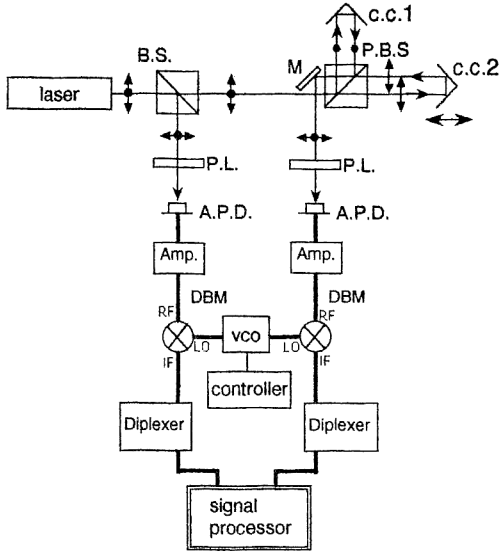 c.c.1
B.S.
P.B.S
M
c.c.2
laser
P.L.
P.L.
A.P.D.
A.P.D.
Amp.
Amp.
DBM
DBM
RF
RF
LO
vco
LO
IF
IF
controller
Diplexer
Diplexer
signal
processor